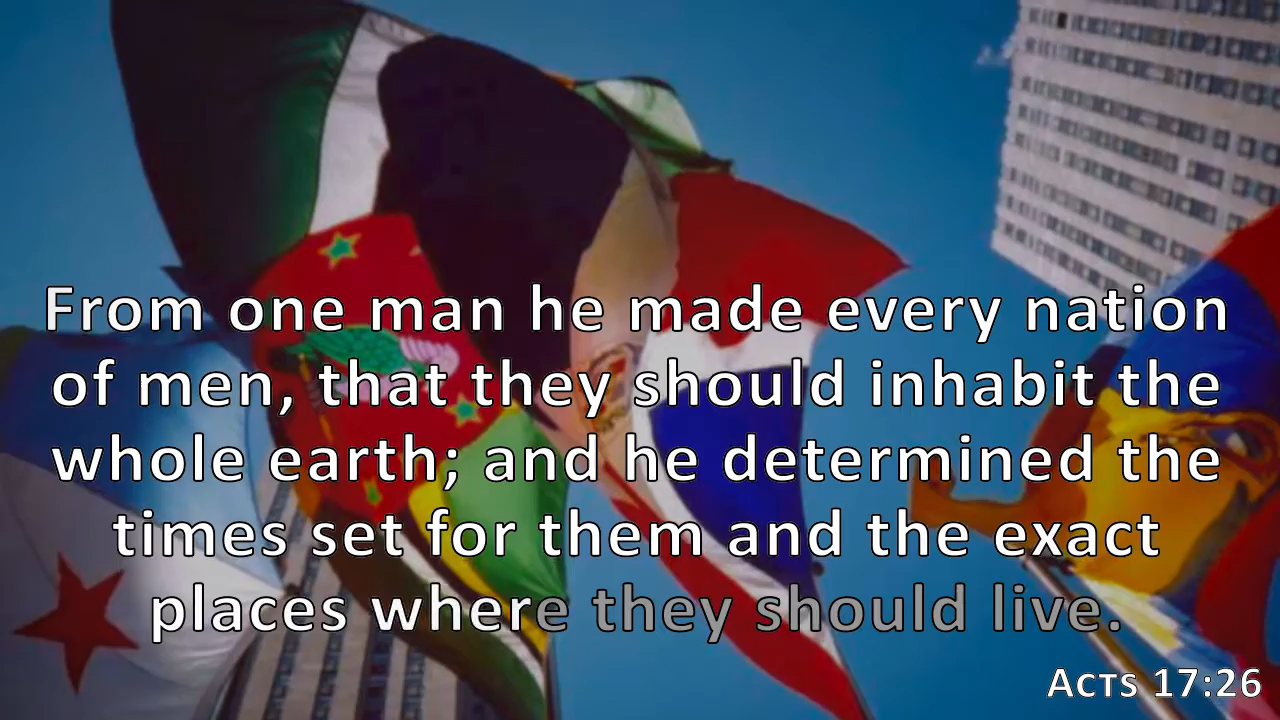 From one man he made every nation
of men, that they should inhabit the
whole earth; and he determined the
times set for them and the exact
places where they should live.
Acts 17:26